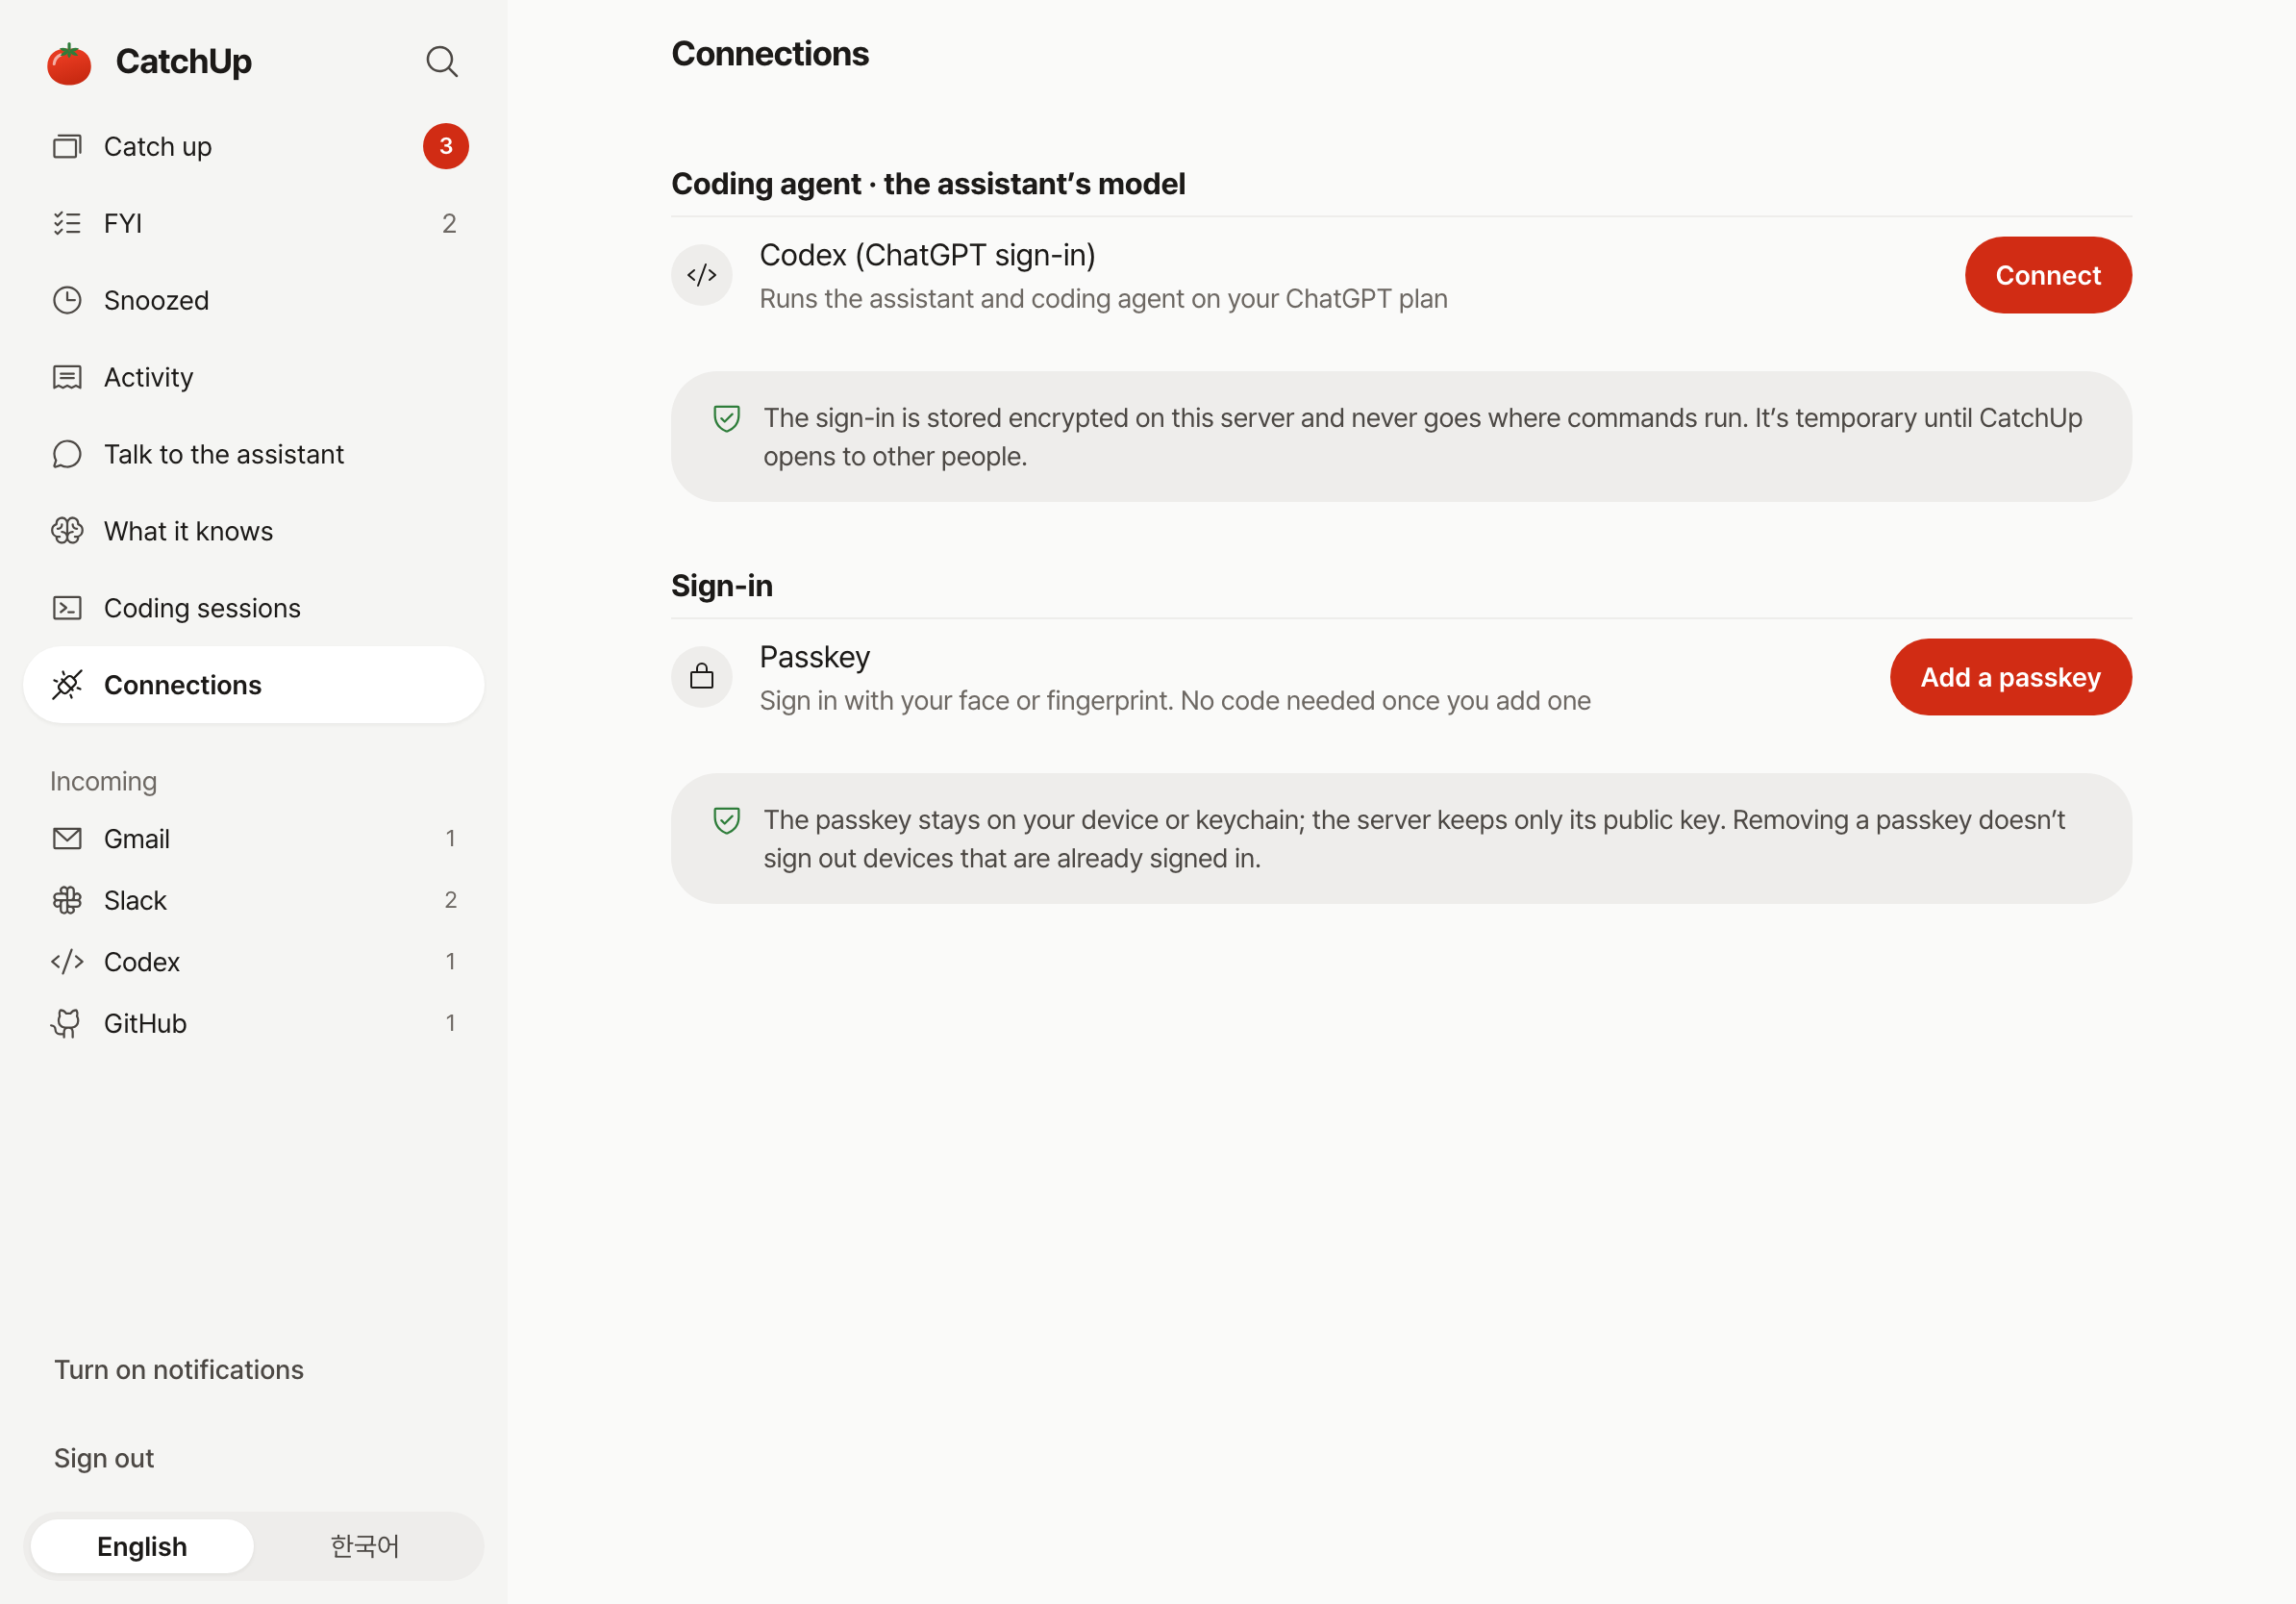 CatchUp
Catch up 3
FYI 2
Snoozed
Activity
Talk to the assistant
What it knows
Coding sessions
Connections
Incoming
Gmail 1
Slack 2
Codex 1
GitHub 1
Turn on notifications
Sign out
English 한국어
Connections
Coding agent · the assistant’s model
Codex (ChatGPT sign-in)
Runs the assistant and coding agent on your ChatGPT plan
Connect
The sign-in is stored encrypted on this server and never goes where commands run. It’s temporary until CatchUp
opens to other people.
Sign-in
Passkey
Sign in with your face or fingerprint. No code needed once you add one
Add a passkey
The passkey stays on your device or keychain; the server keeps only its public key. Removing a passkey doesn’t
sign out devices that are already signed in.